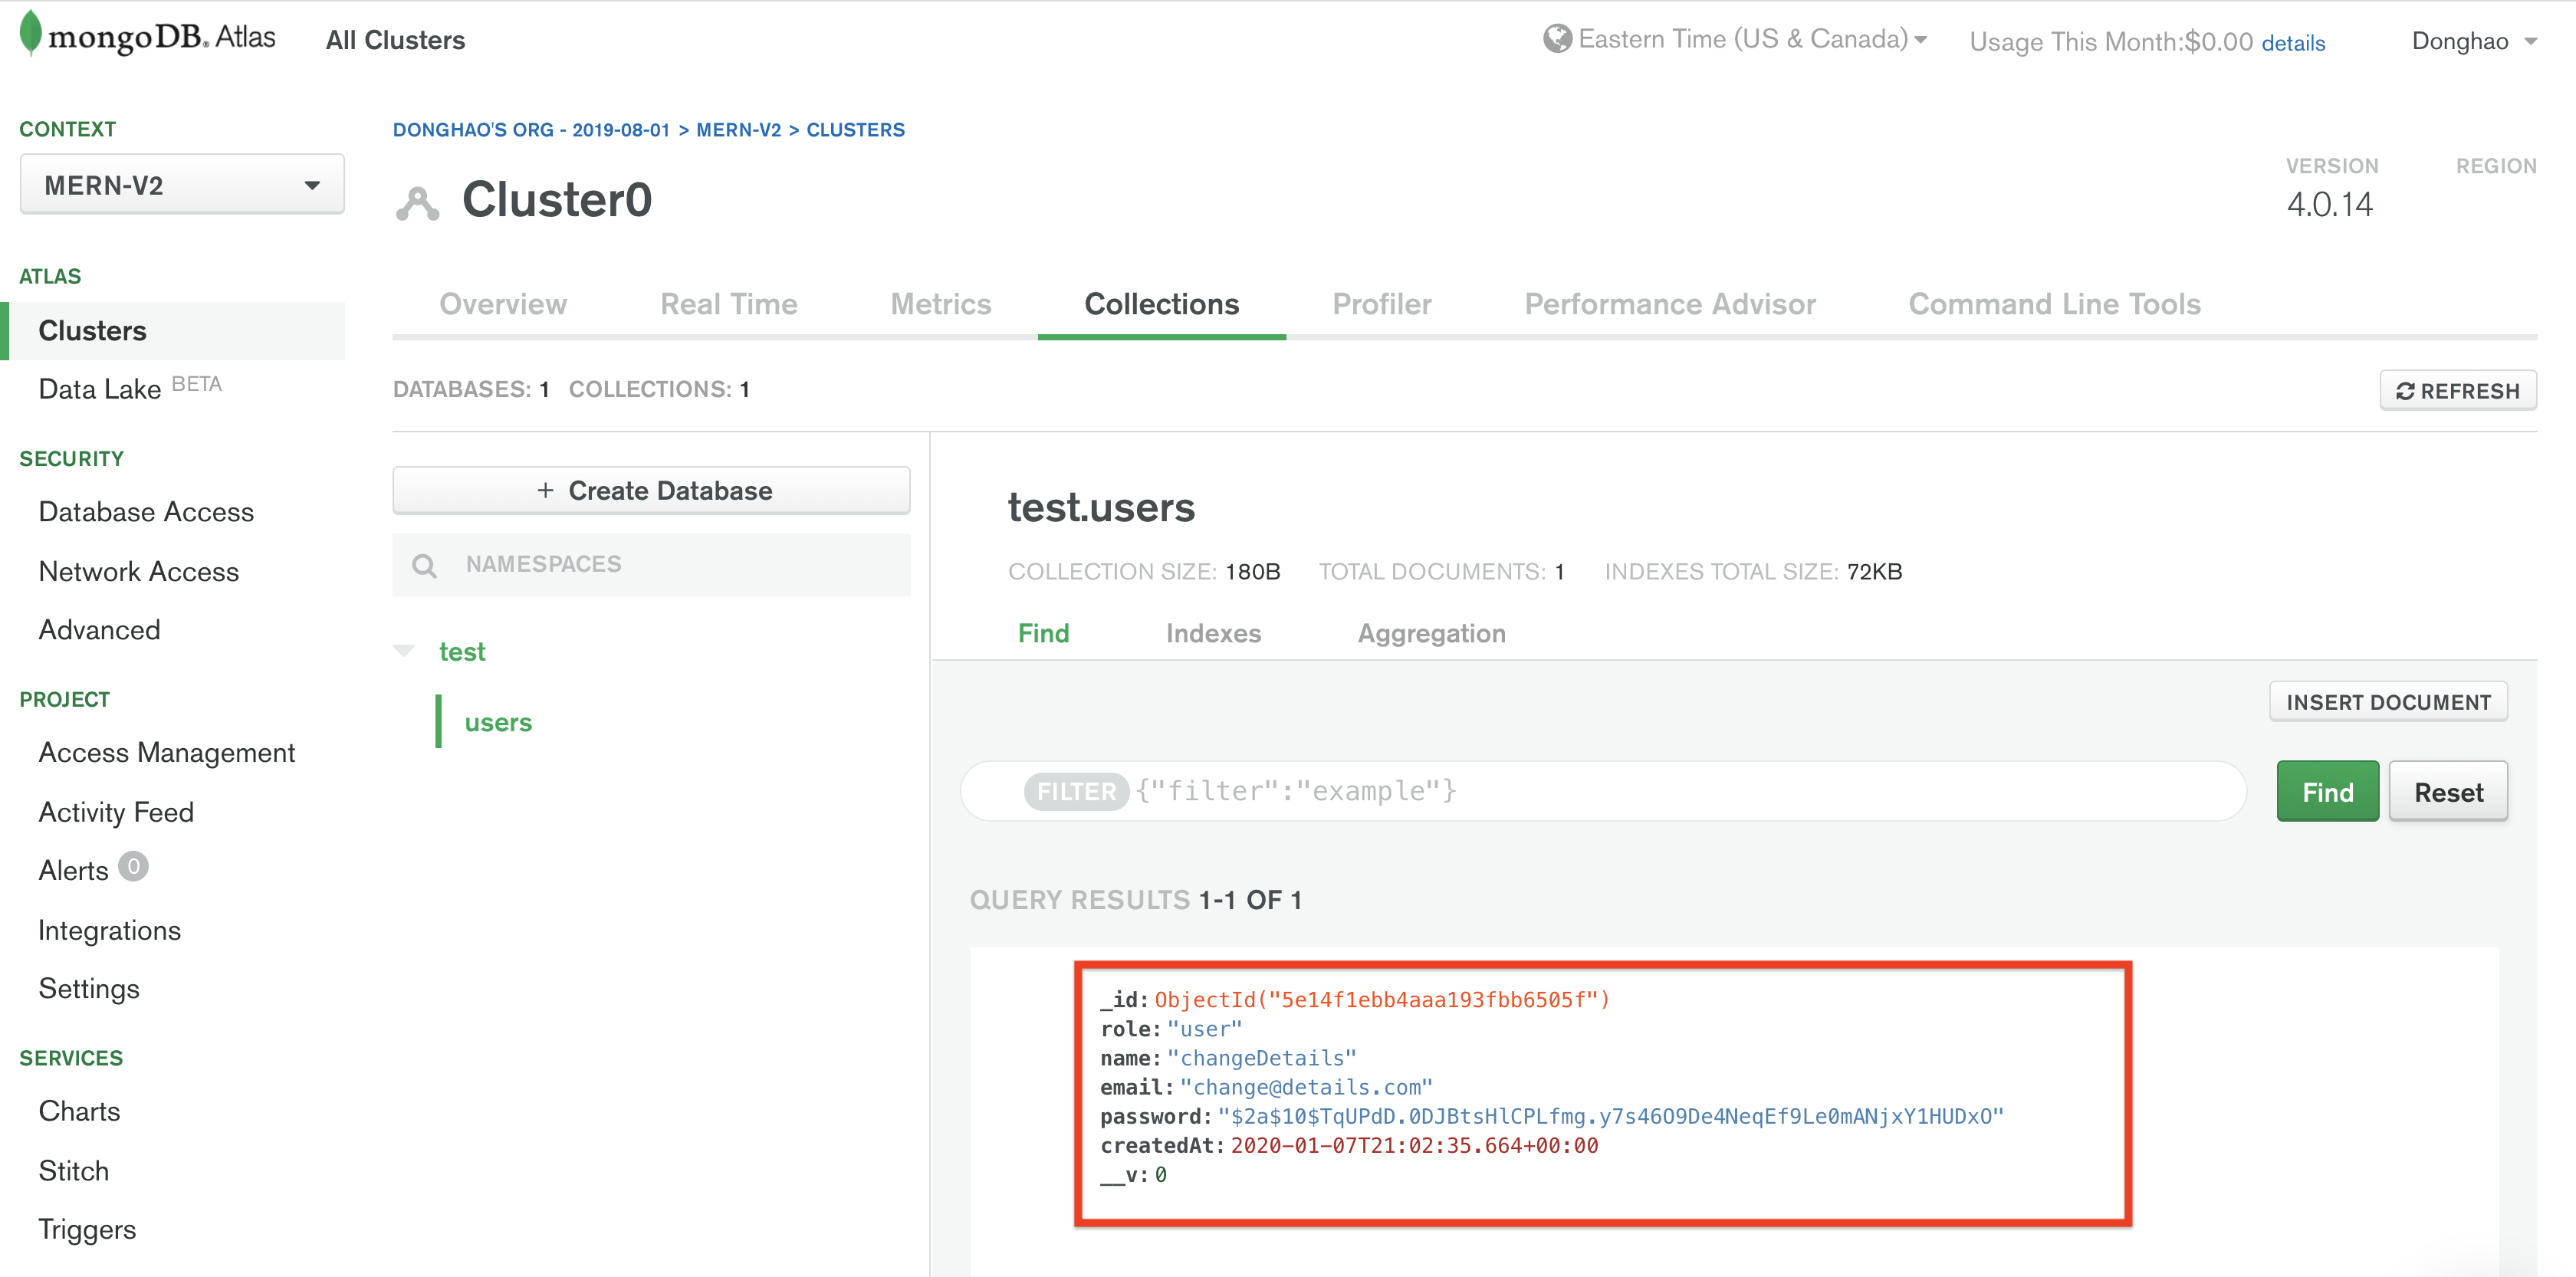 mongoDB. Atlas All Clusters Eastern Time (US & Canada) Usage This Month:$0.00 details Donghao
CONTEXT
MERN-V2
ATLAS
Clusters
Data Lake BETA
SECURITY
Database Access
Network Access
Advanced
PROJECT
Access Management
Activity Feed
Alerts 0
Integrations
Settings
SERVICES
Charts
Stitch
Triggers
DONGHAO'S ORG - 2019-08-01 > MERN-V2 > CLUSTERS
Cluster0
VERSION REGION
4.0.14
Overview Real Time Metrics Collections Profiler Performance Advisor Command Line Tools
DATABASES: 1 COLLECTIONS: 1 REFRESH
+ Create Database
NAMESPACES
test
users
test.users
COLLECTION SIZE: 180B TOTAL DOCUMENTS: 1 INDEXES TOTAL SIZE: 72KB
Find Indexes Aggregation
INSERT DOCUMENT
FILTER {"filter":"example"} Find Reset
QUERY RESULTS 1-1 OF 1
_id: ObjectId("5e14f1ebb4aaa193fbb6505f")
role: "user"
name: "changeDetails"
email: "change@details.com"
password: "$2a$10$TqUPdD.0DJBtsHlCPLfmg.y7s46O9De4NeqEf9Le0mANjxY1HUDxO"
createdAt: 2020-01-07T21:02:35.664+00:00
__v: 0